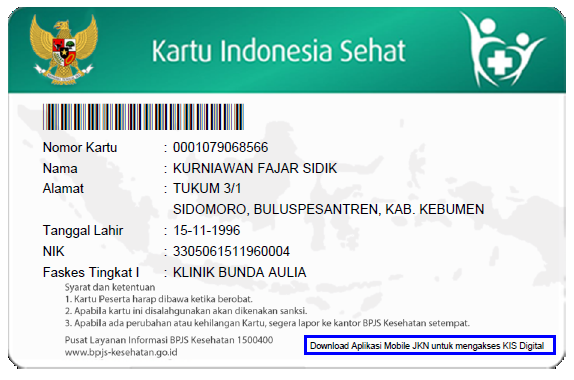 Kartu Indonesia Sehat
Nomor Kartu : 0001079068566
Nama : KURNIAWAN FAJAR SIDIK
Alamat : TUKUM 3/1
SIDOMORO, BULUSPESANTREN, KAB. KEBUMEN
Tanggal Lahir : 15-11-1996
NIK : 3305061511960004
Faskes Tingkat I : KLINIK BUNDA AULIA
Syarat dan ketentuan
1. Kartu Peserta harap dibawa ketika berobat.
2. Apabila kartu ini disalahgunakan akan dikenakan sanksi.
3. Apabila ada perubahan atau kehilangan Kartu, segera lapor ke kantor BPJS Kesehatan setempat.
Pusat Layanan Informasi BPJS Kesehatan 1500400
www.bpjs-kesehatan.go.id
Download Aplikasi Mobile JKN untuk mengakses KIS Digital